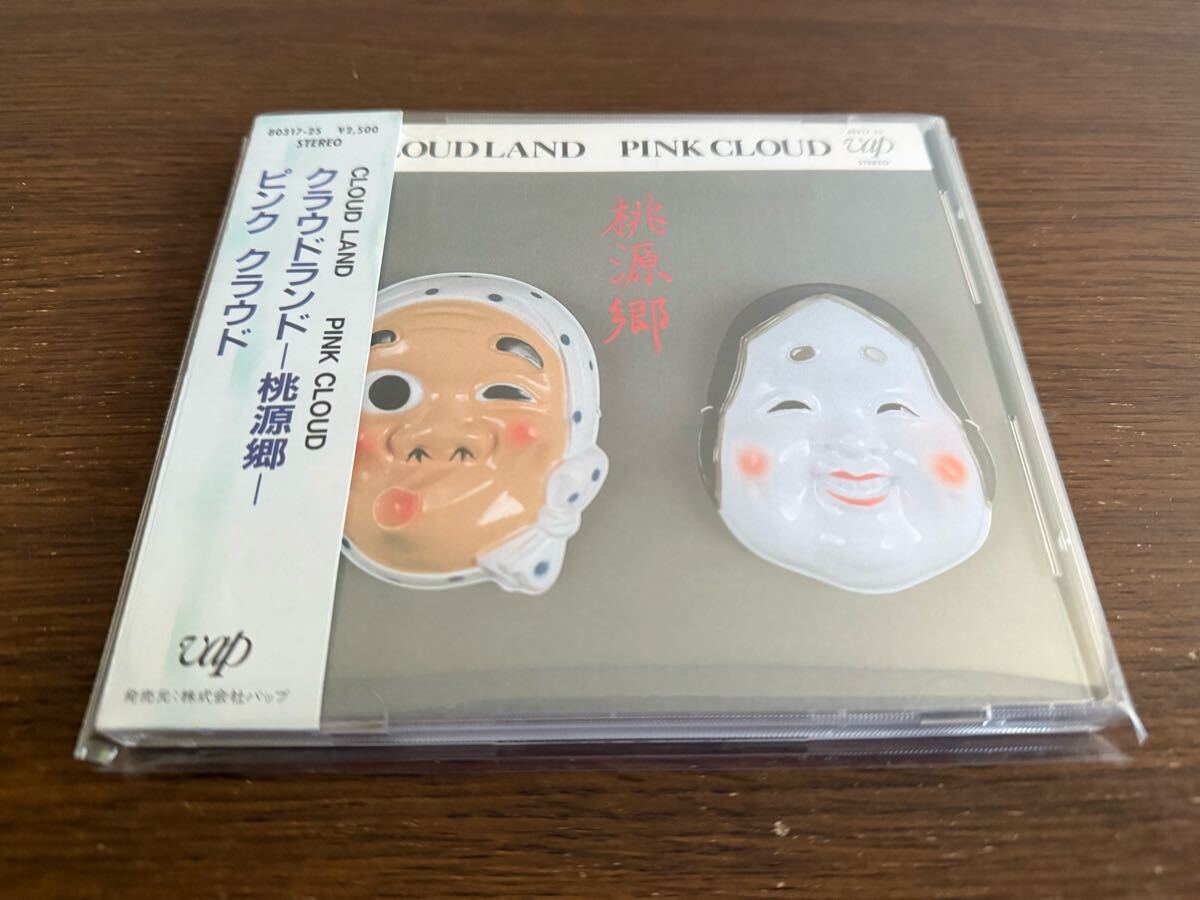 80317-25 ¥2,500
STEREO
CLOUD LAND PINK CLOUD
クラウドランド―桃源郷―
ピンク クラウド
vap
発売元:株式会社バップ
LOUDLAND PINK CLOUD
vap
STEREO
桃源郷